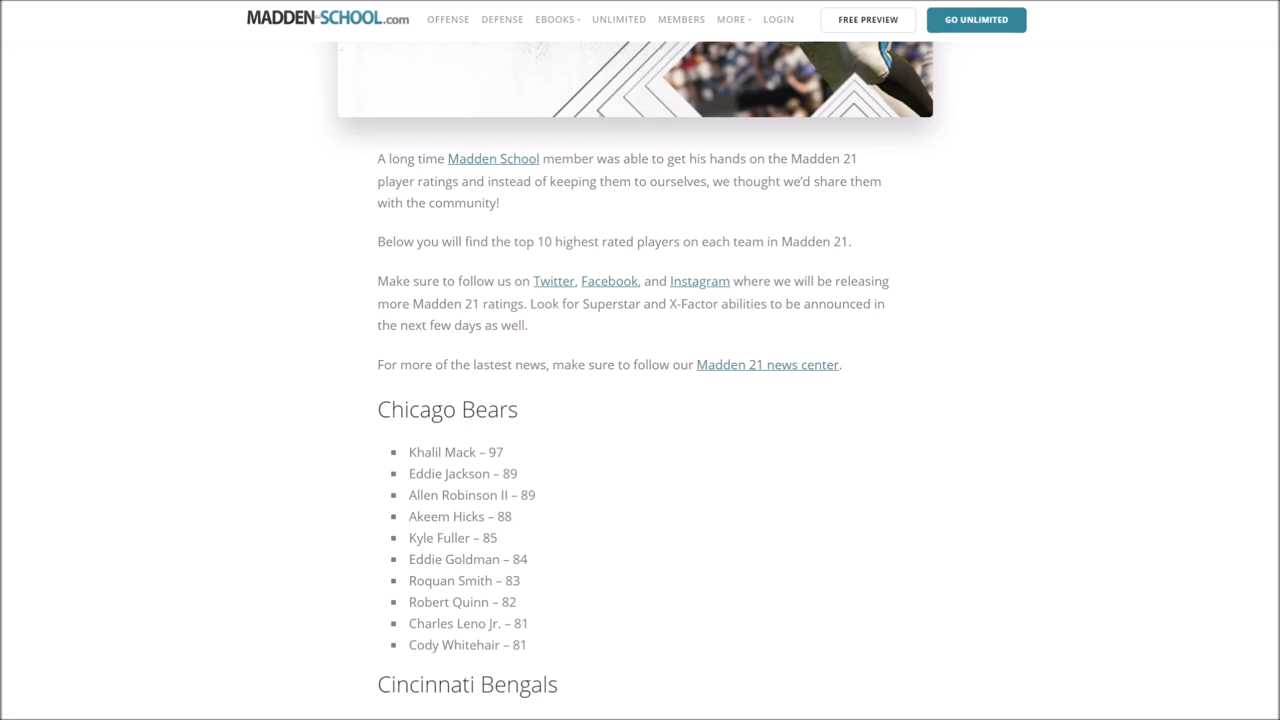 MADDEN-SCHOOL.com OFFENSE DEFENSE EBOOKS UNLIMITED MEMBERS MORE LOGIN FREE PREVIEW GO UNLIMITED
A long time Madden School member was able to get his hands on the Madden 21
player ratings and instead of keeping them to ourselves, we thought we’d share them
with the community!
Below you will find the top 10 highest rated players on each team in Madden 21.
Make sure to follow us on Twitter, Facebook, and Instagram where we will be releasing
more Madden 21 ratings. Look for Superstar and X-Factor abilities to be announced in
the next few days as well.
For more of the lastest news, make sure to follow our Madden 21 news center.
Chicago Bears
Khalil Mack – 97
Eddie Jackson – 89
Allen Robinson II – 89
Akeem Hicks – 88
Kyle Fuller – 85
Eddie Goldman – 84
Roquan Smith – 83
Robert Quinn – 82
Charles Leno Jr. – 81
Cody Whitehair – 81
Cincinnati Bengals